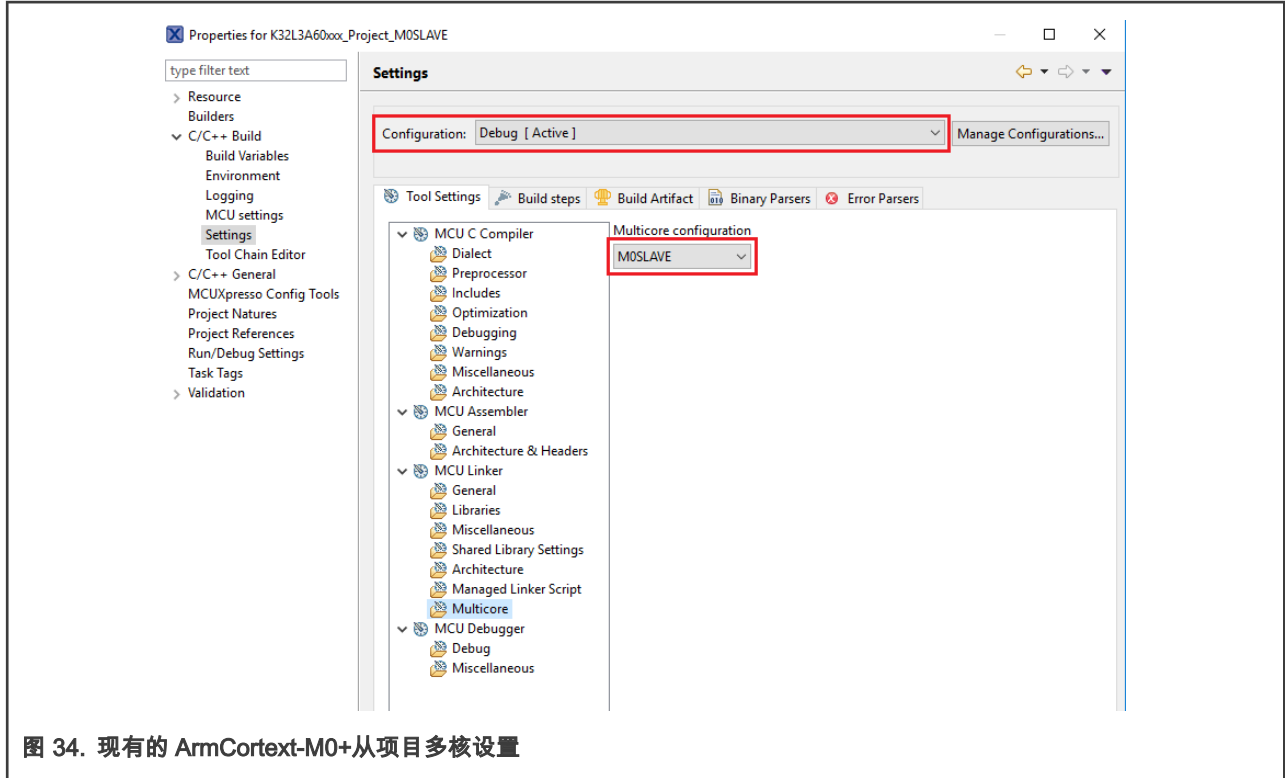 Properties for K32L3A60xxx_Project_M0SLAVE
type filter text
Settings
Resource
Builders
C/C++ Build
Build Variables
Environment
Logging
MCU settings
Settings
Tool Chain Editor
C/C++ General
MCUXpresso Config Tools
Project Natures
Project References
Run/Debug Settings
Task Tags
Validation
Configuration: Debug [ Active ]
Manage Configurations...
Tool Settings Build steps Build Artifact Binary Parsers Error Parsers
MCU C Compiler
Dialect
Preprocessor
Includes
Optimization
Debugging
Warnings
Miscellaneous
Architecture
MCU Assembler
General
Architecture & Headers
MCU Linker
General
Libraries
Miscellaneous
Shared Library Settings
Architecture
Managed Linker Script
Multicore
MCU Debugger
Debug
Miscellaneous
Multicore configuration
M0SLAVE
图 34. 现有的 ArmCortext-M0+从项目多核设置